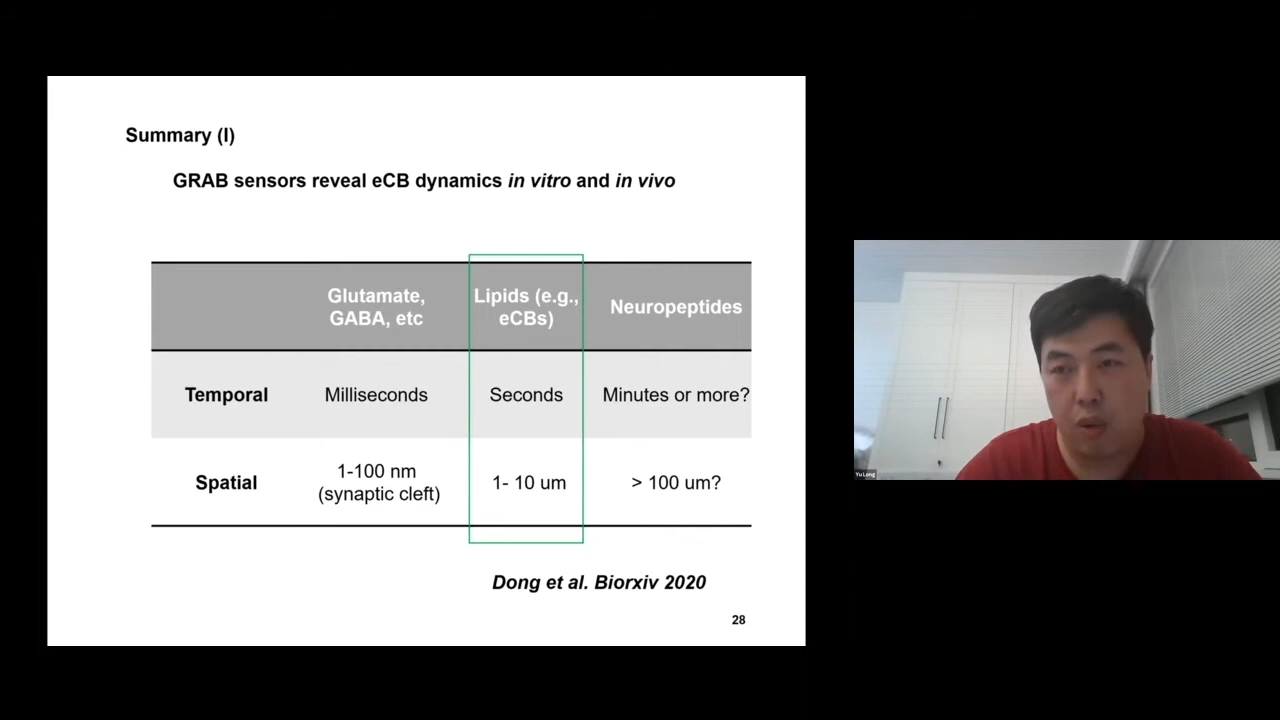 Summary (I)
GRAB sensors reveal eCB dynamics in vitro and in vivo
Glutamate,
GABA, etc
Lipids (e.g.,
eCBs)
Neuropeptides
Temporal
Milliseconds
Seconds
Minutes or more?
Spatial
1-100 nm
(synaptic cleft)
1- 10 um
> 100 um?
Dong et al. Biorxiv 2020
28
Yu Long